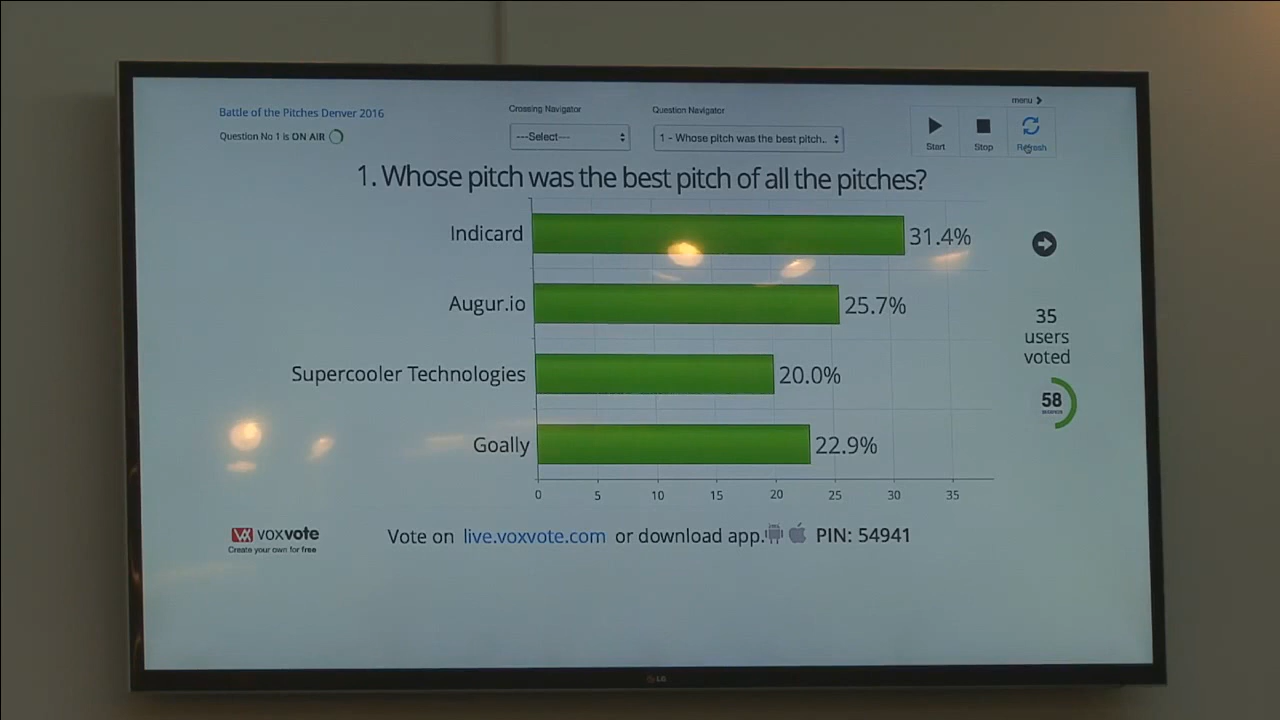 menu
Battle of the Pitches Denver 2016
Crossing Navigator
Question Navigator
Question No 1 is ON AIR
---Select---
1 - Whose pitch was the best pitch..
Start
Stop
Refresh
1. Whose pitch was the best pitch of all the pitches?
Indicard
31.4%
Augur.io
25.7%
35
users
voted
Supercooler Technologies
20.0%
58
Goally
22.9%
0 5 10 15 20 25 30 35
voxvote
Create your own for free
Vote on live.voxvote.com or download app. PIN: 54941
LG